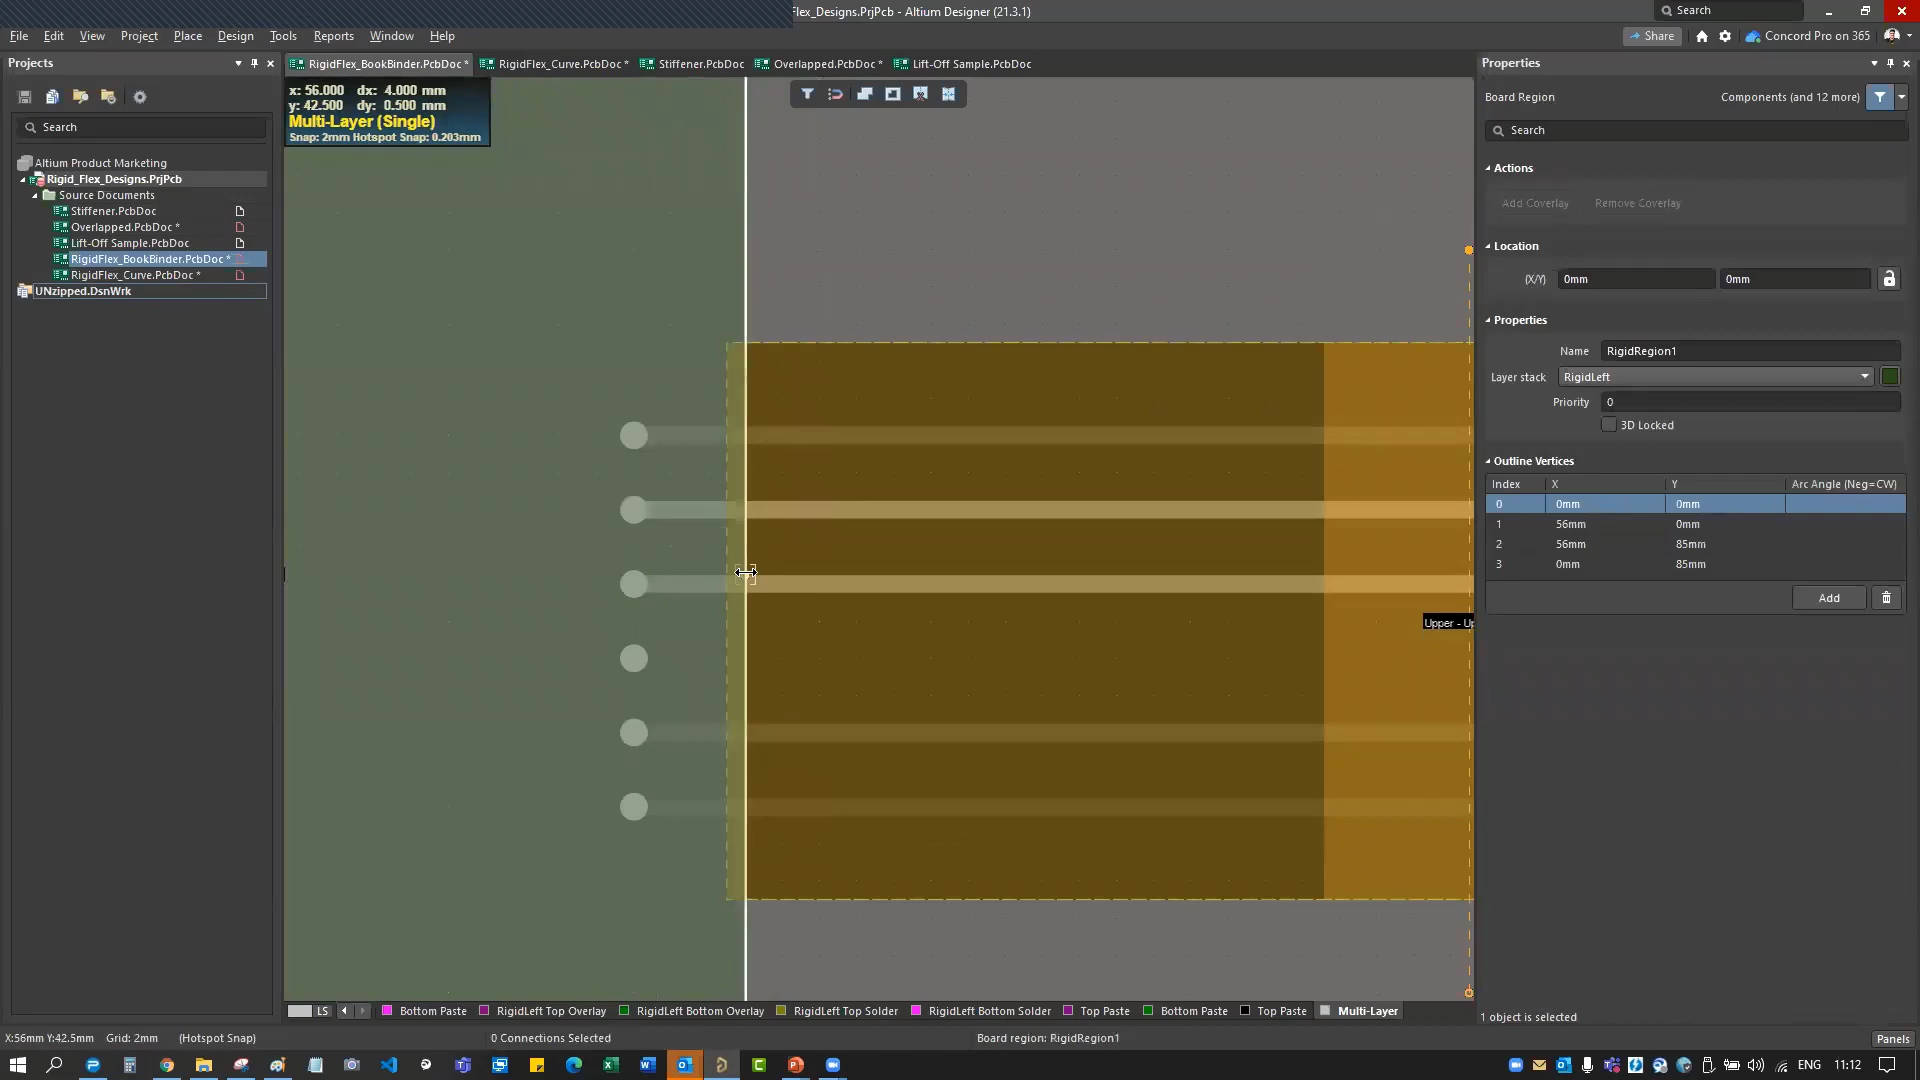 lex_Designs.PrjPcb - Altium Designer (21.3.1)
Search
File Edit View Project Place Design Tools Reports Window Help
Share Concord Pro on 365
Projects
Search
Altium Product Marketing
Rigid_Flex_Designs.PrjPcb
Source Documents
Stiffener.PcbDoc
Overlapped.PcbDoc *
Lift-Off Sample.PcbDoc
RigidFlex_BookBinder.PcbDoc *
RigidFlex_Curve.PcbDoc *
UNzipped.DsnWrk
RigidFlex_BookBinder.PcbDoc * RigidFlex_Curve.PcbDoc * Stiffener.PcbDoc Overlapped.PcbDoc * Lift-Off Sample.PcbDoc
x: 56.000 dx: 4.000 mm
y: 42.500 dy: 0.500 mm
Multi-Layer (Single)
Snap: 2mm Hotspot Snap: 0.203mm
Upper - Up
Properties
Board Region Components (and 12 more)
Search
Actions
Add Coverlay Remove Coverlay
Location
(X/Y) 0mm 0mm
Properties
Name RigidRegion1
Layer stack RigidLeft
Priority 0
3D Locked
Outline Vertices
Index X Y Arc Angle (Neg=CW)
0 0mm 0mm
1 56mm 0mm
2 56mm 85mm
3 0mm 85mm
Add
1 object is selected
LS Bottom Paste RigidLeft Top Overlay RigidLeft Bottom Overlay RigidLeft Top Solder RigidLeft Bottom Solder Top Paste Bottom Paste Top Paste Multi-Layer
X:56mm Y:42.5mm Grid: 2mm (Hotspot Snap) 0 Connections Selected Board region: RigidRegion1 Panels
ENG 11:12